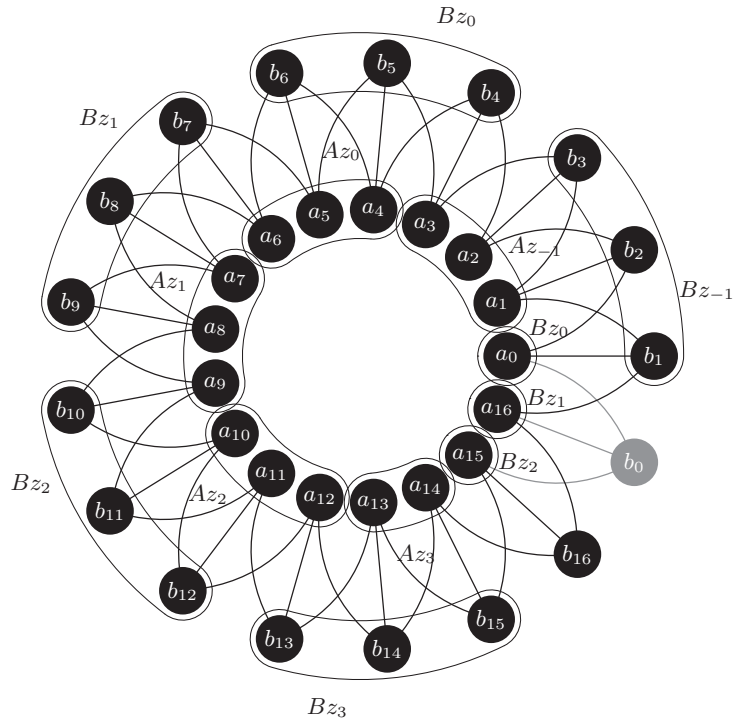 Bz₀
b₅
b₆
b₄
Bz₁
b₇
Az₀
b₃
b₈
a₅
a₄
a₃
a₆
a₂
Az₋₁
b₂
a₇
Az₁
Bz₋₁
b₉
a₁
a₈
Bz₀
a₀
b₁
a₉
Bz₁
a₁₆
b₁₀
a₁₀
a₁₅
Bz₂
b₀
Bz₂
a₁₁
a₁₄
Az₂
a₁₂
a₁₃
b₁₁
Az₃
b₁₆
b₁₂
b₁₅
b₁₃
b₁₄
Bz₃